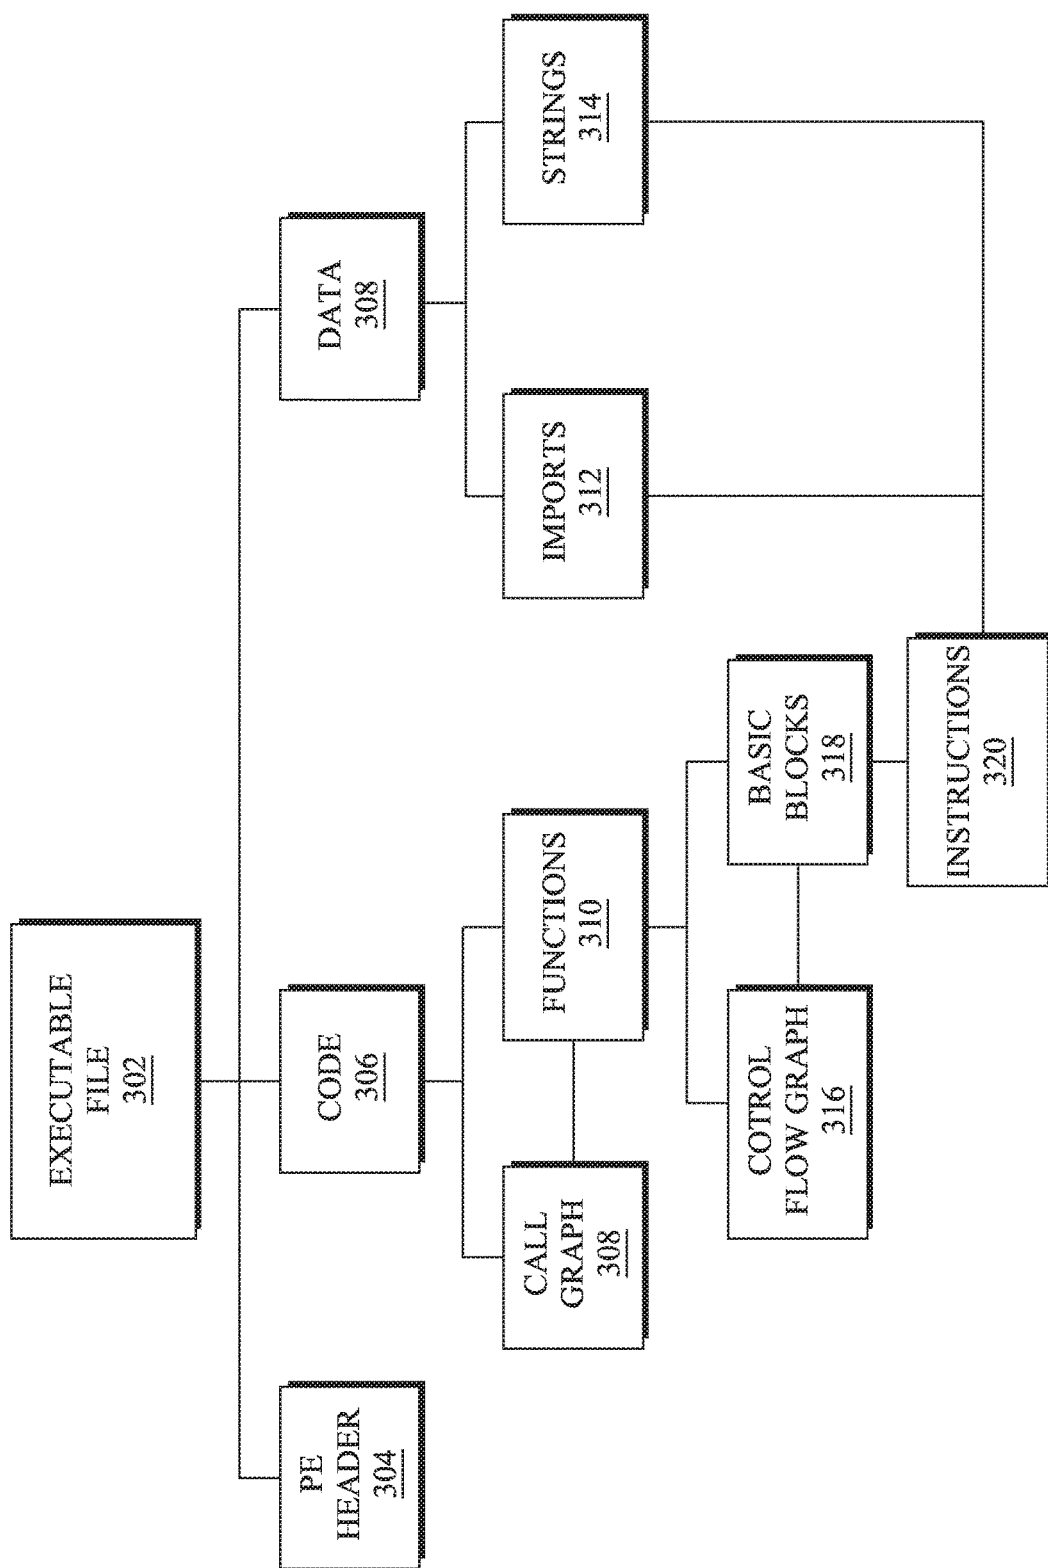 EXECUTABLE
FILE
302
PE
HEADER
304
CODE
306
DATA
308
CALL
GRAPH
308
FUNCTIONS
310
IMPORTS
312
STRINGS
314
COTROL
FLOW GRAPH
316
BASIC
BLOCKS
318
INSTRUCTIONS
320